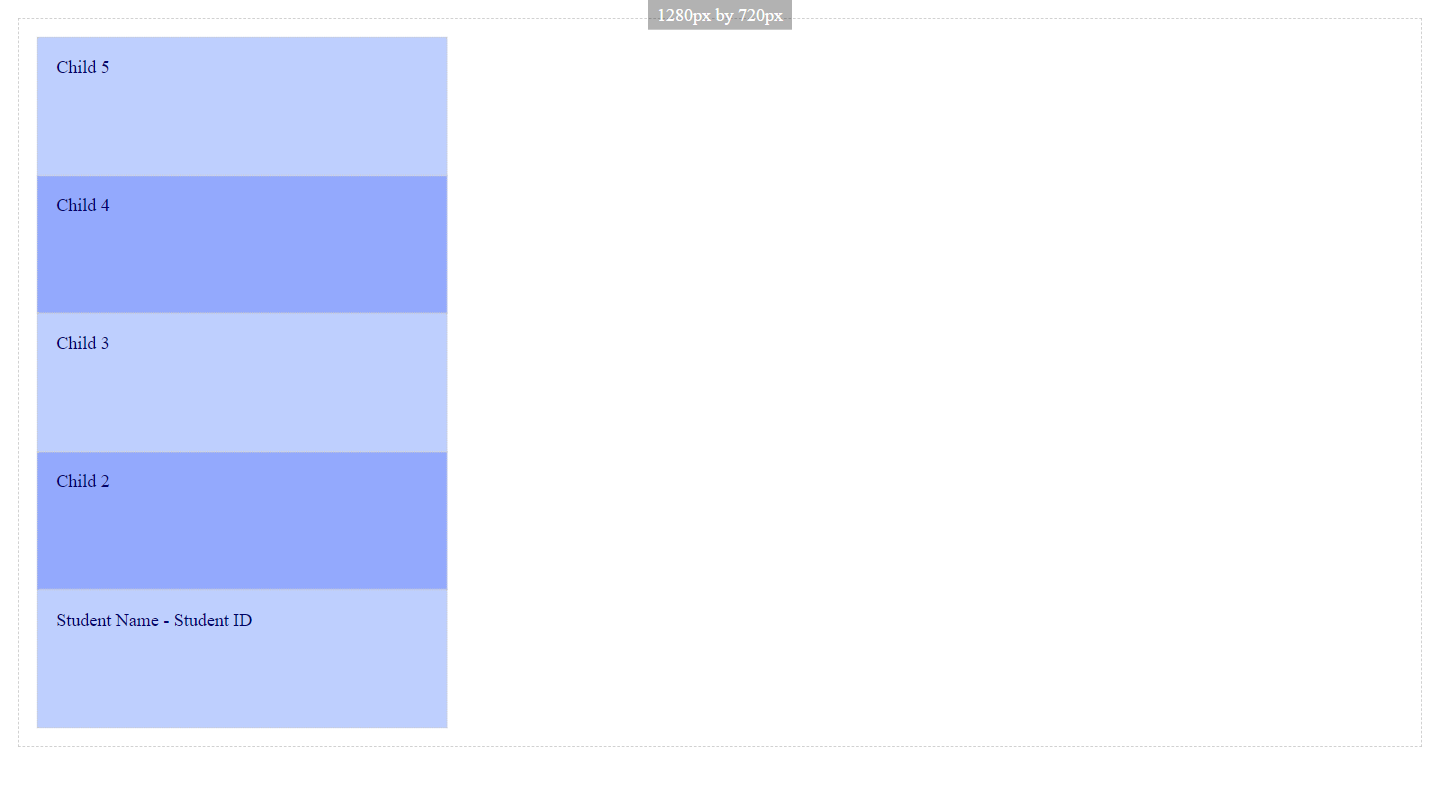 1280px by 720px
Child 5
Child 4
Child 3
Child 2
Student Name - Student ID